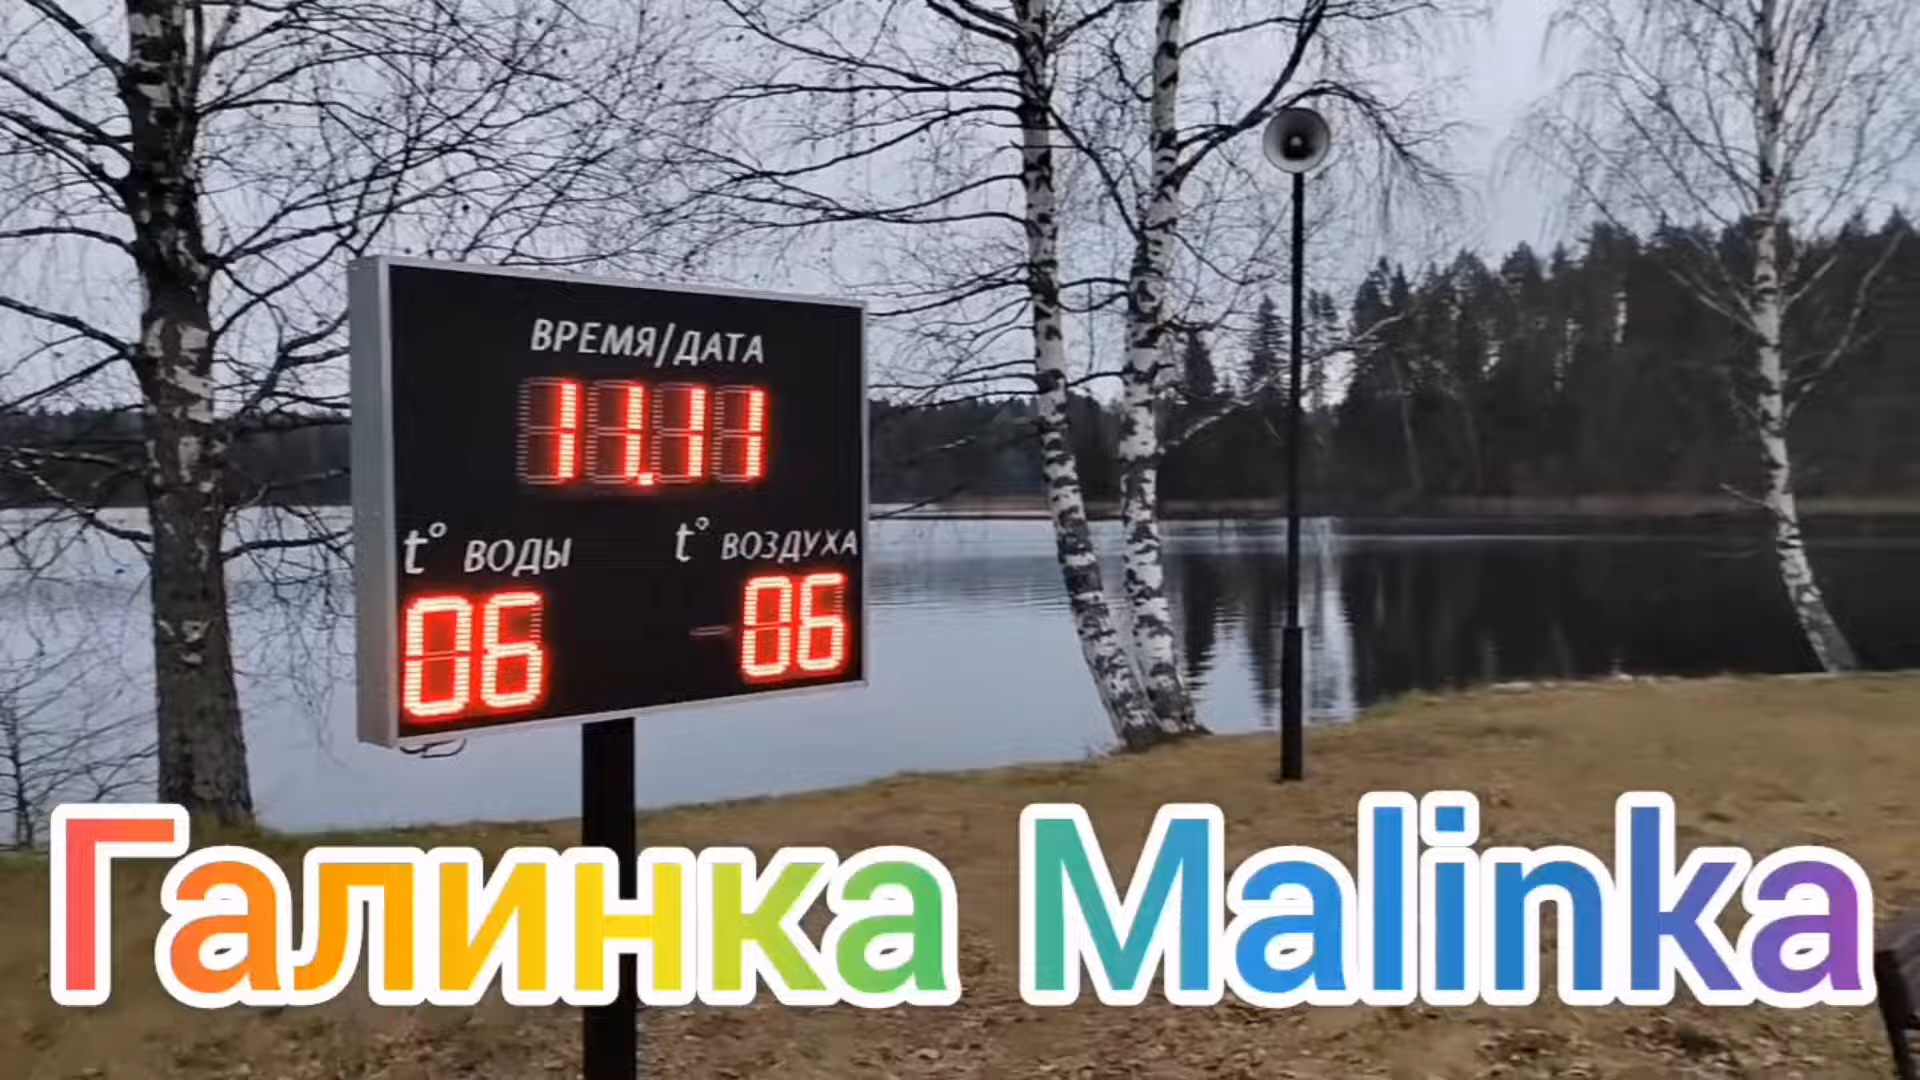 ВРЕМЯ/ДАТА
11.11
t° ВОДЫ t° ВОЗДУХА
06 06
Галинка Malinka